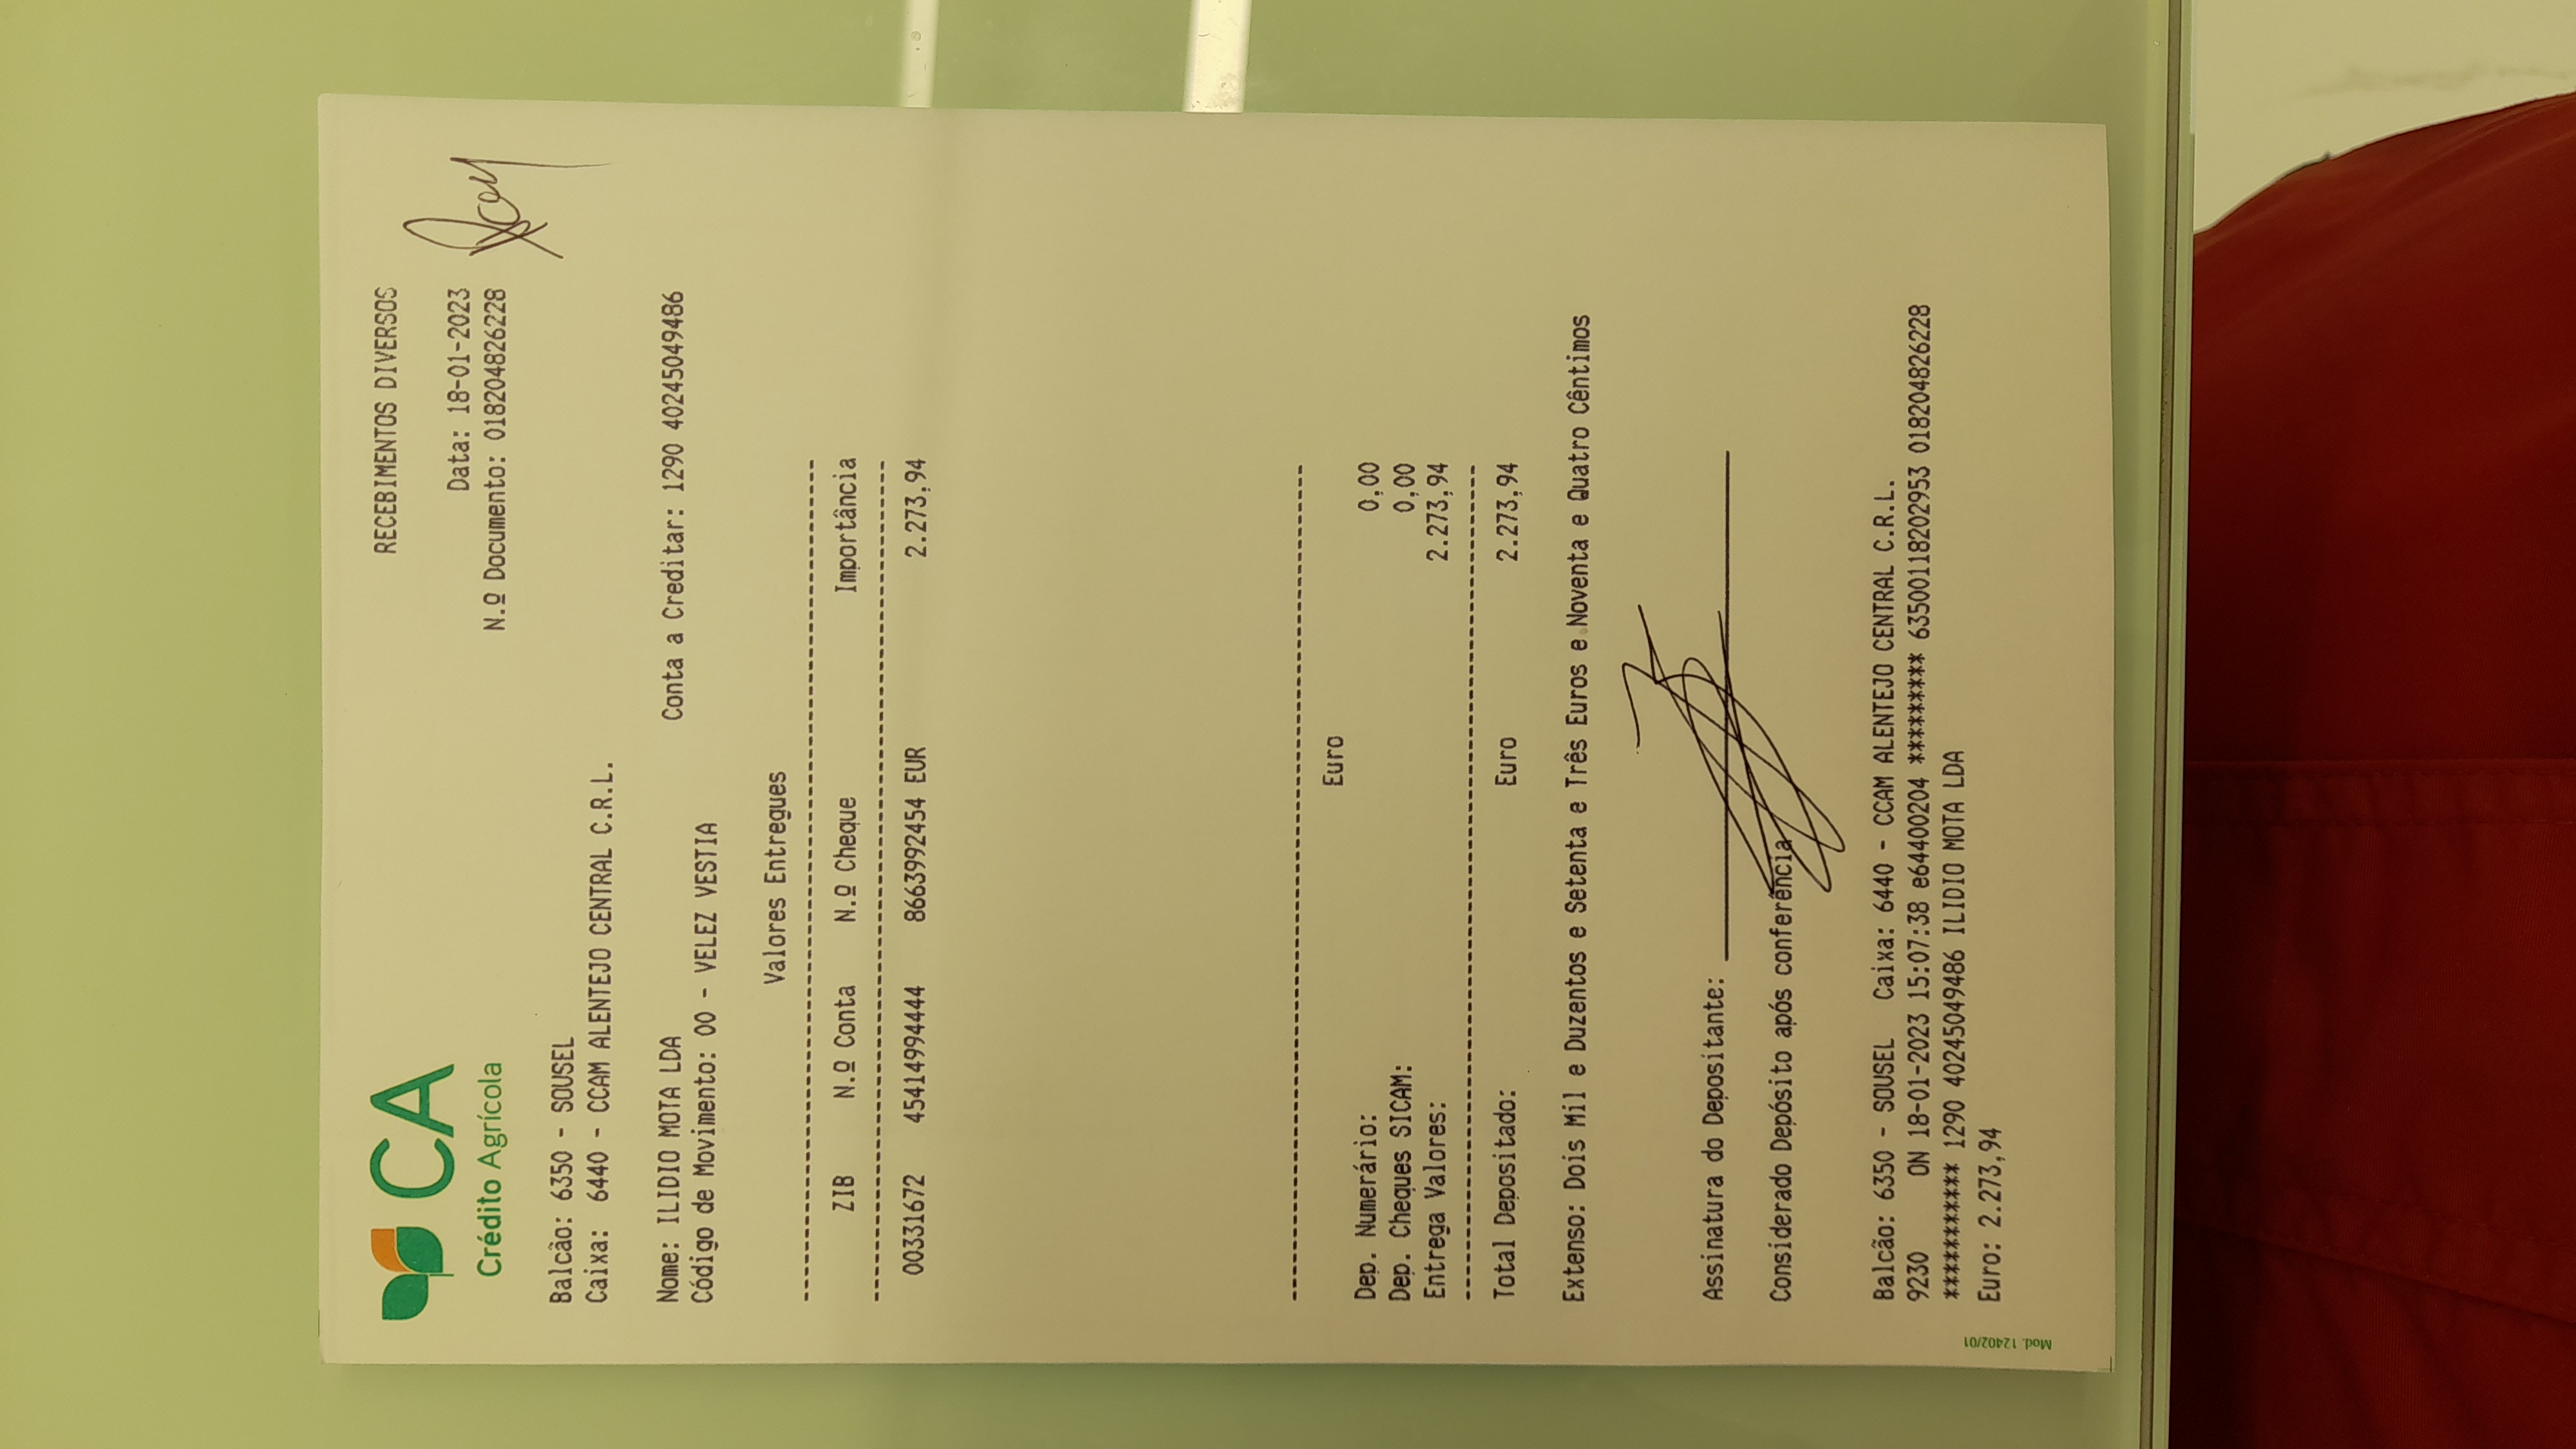 CA
Crédito Agrícola
RECEBIMENTOS DIVERSOS
Data: 18-01-2023
N.º Documento: 018204826228
Balcão: 6350 - SOUSEL
Caixa: 6440 - CCAM ALENTEJO CENTRAL C.R.L.
Nome: ILIDIO MOTA LDA Conta a Creditar: 1290 40245049486
Código de Movimento: 00 - VELEZ VESTIA
Valores Entregues
ZIB N.º Conta N.º Cheque Importância
00331672 45414994444 8663992454 EUR 2.273,94
Euro
Dep. Numerário: 0,00
Dep. Cheques SICAM: 0,00
Entrega Valores: 2.273,94
Total Depositado: Euro 2.273,94
Extenso: Dois Mil e Duzentos e Setenta e Três Euros e Noventa e Quatro Cêntimos
Assinatura do Depositante:
Considerado Depósito após conferência
Balcão: 6350 - SOUSEL Caixa: 6440 - CCAM ALENTEJO CENTRAL C.R.L.
9230 ON 18-01-2023 15:07:38 e64400204 ********* 63500118202953 018204826228
*********** 1290 40245049486 ILIDIO MOTA LDA
Euro: 2.273,94
Mod. 12402/01